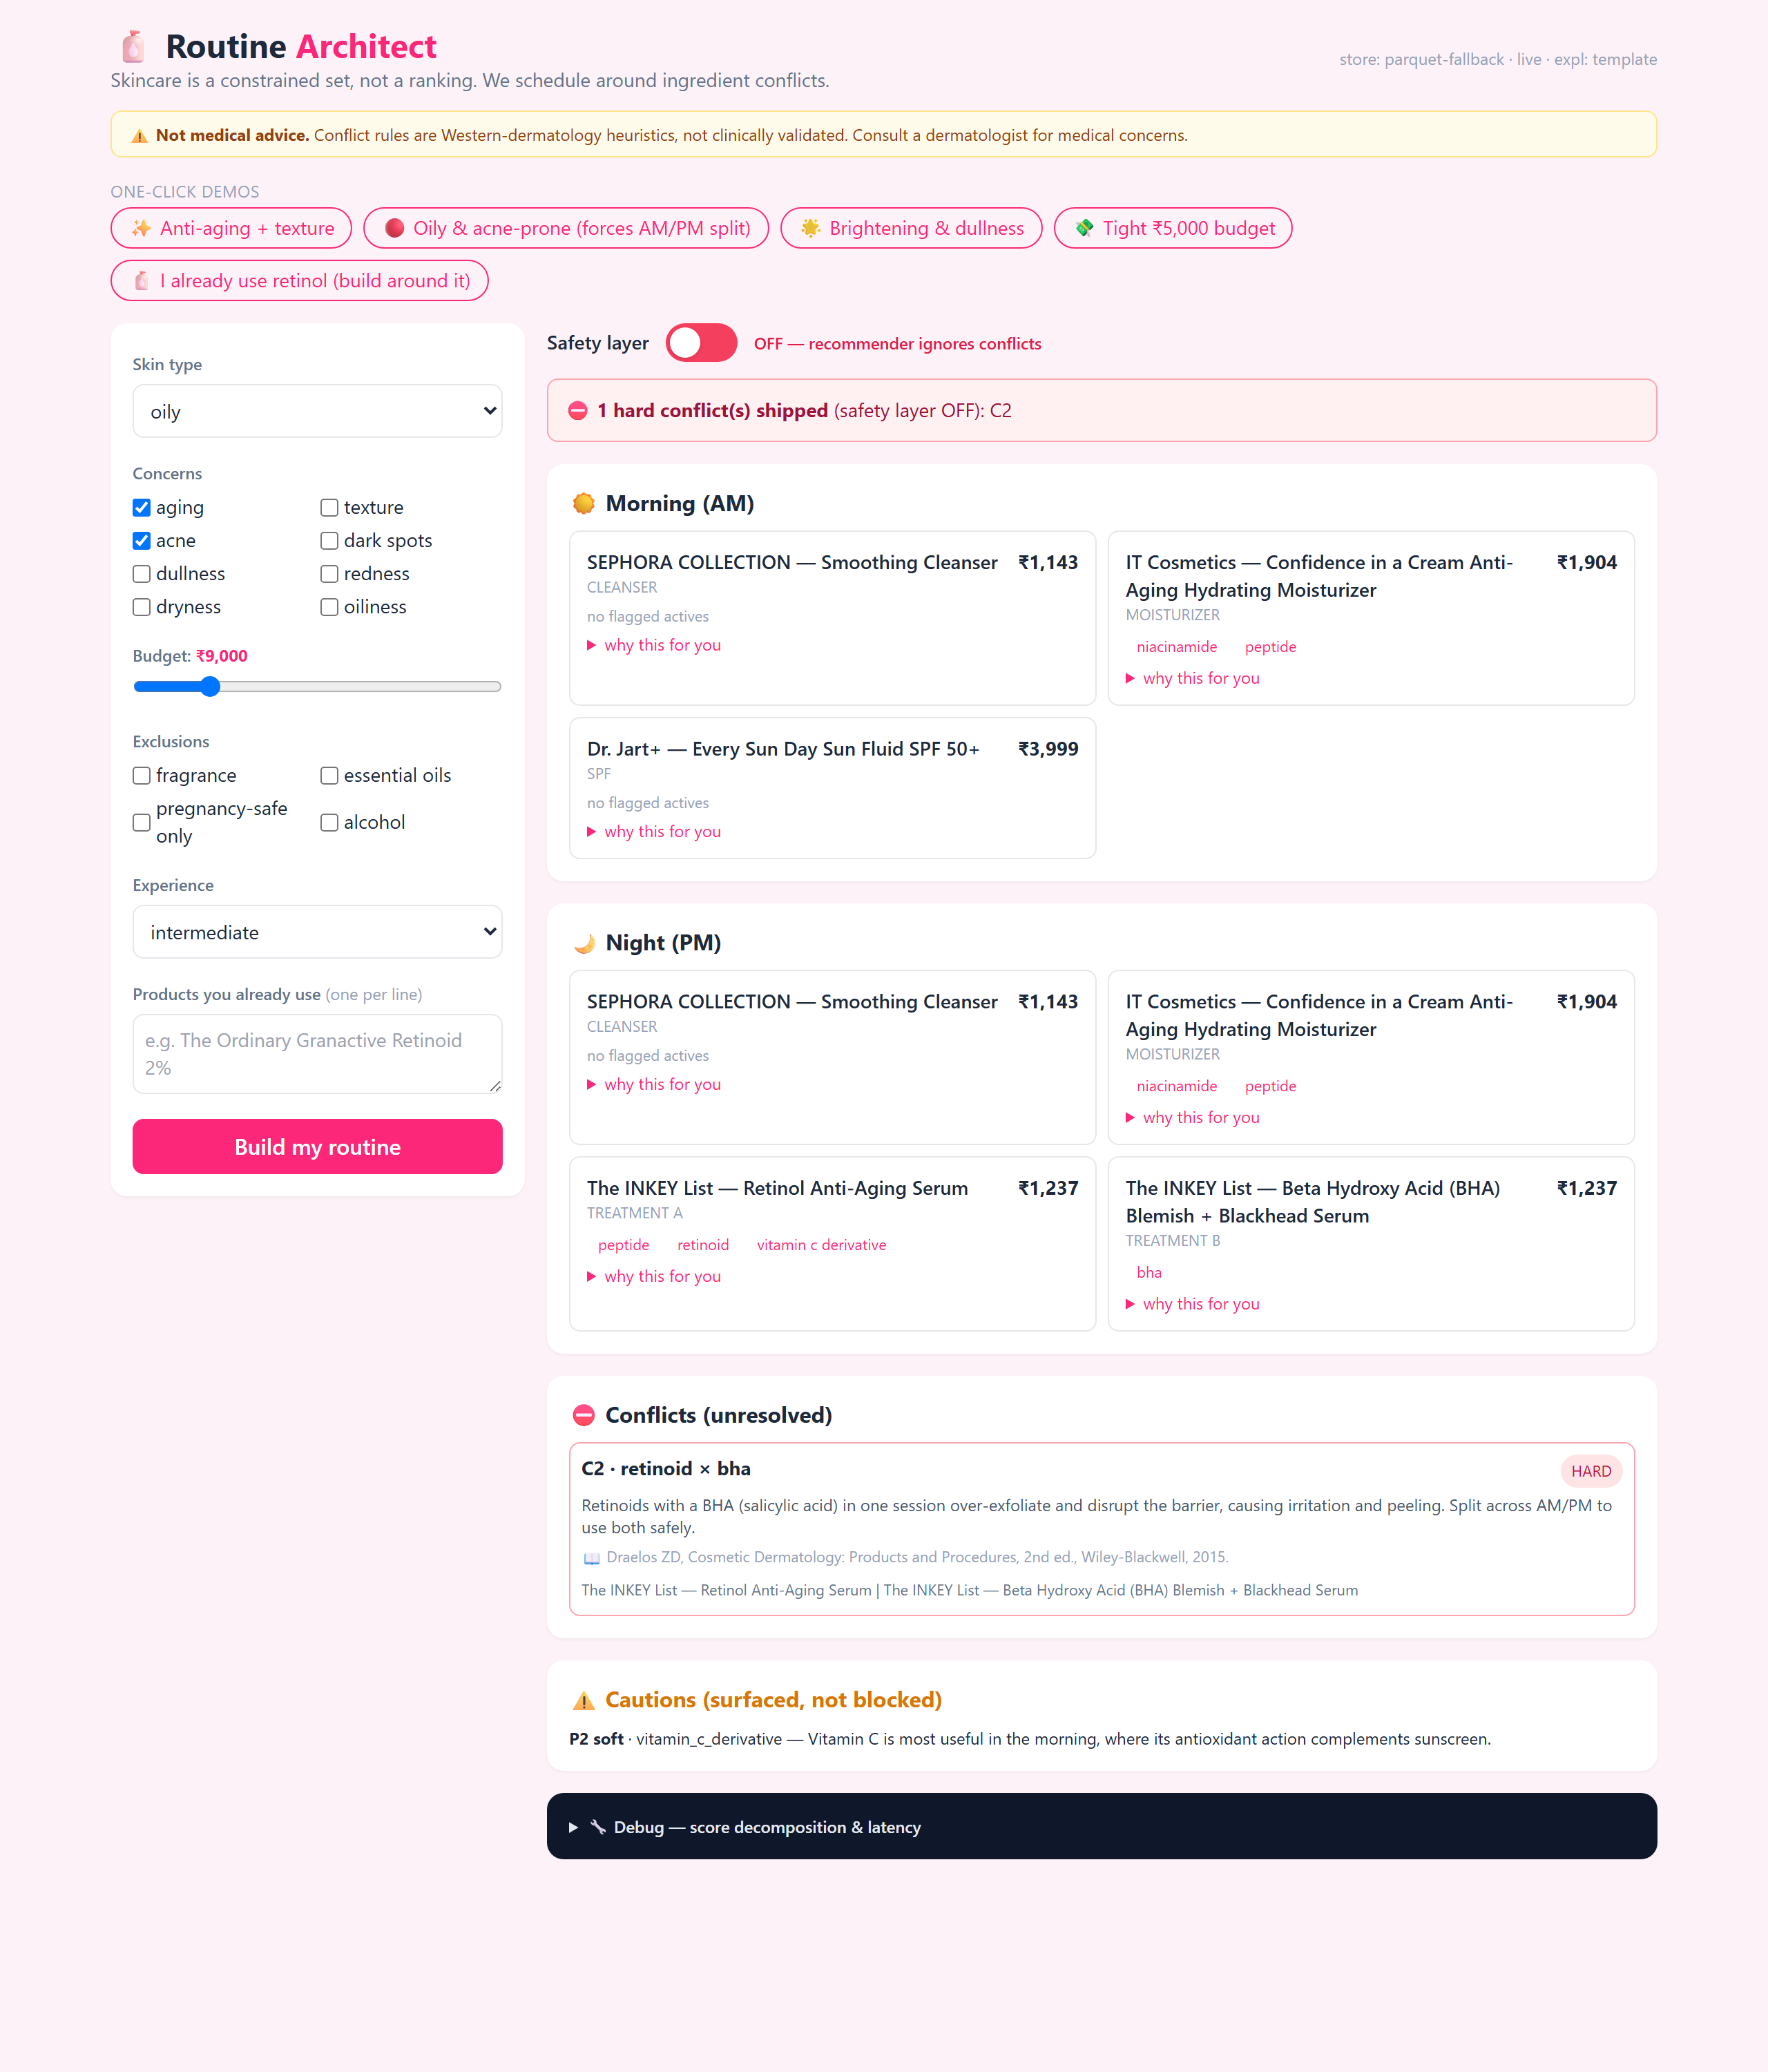 Routine Architect
Skincare is a constrained set, not a ranking. We schedule around ingredient conflicts.
store: parquet-fallback · live · expl: template
Not medical advice. Conflict rules are Western-dermatology heuristics, not clinically validated. Consult a dermatologist for medical concerns.
ONE-CLICK DEMOS
Anti-aging + texture
Oily & acne-prone (forces AM/PM split)
Brightening & dullness
Tight ₹5,000 budget
I already use retinol (build around it)
Skin type
oily
Concerns
aging
texture
acne
dark spots
dullness
redness
dryness
oiliness
Budget: ₹9,000
Exclusions
fragrance
essential oils
pregnancy-safe
only
alcohol
Experience
intermediate
Products you already use (one per line)
e.g. The Ordinary Granactive Retinoid
2%
Build my routine
Safety layer
OFF — recommender ignores conflicts
1 hard conflict(s) shipped (safety layer OFF): C2
Morning (AM)
SEPHORA COLLECTION — Smoothing Cleanser ₹1,143
CLEANSER
no flagged actives
why this for you
IT Cosmetics — Confidence in a Cream Anti- ₹1,904
Aging Hydrating Moisturizer
MOISTURIZER
niacinamide peptide
why this for you
Dr. Jart+ — Every Sun Day Sun Fluid SPF 50+ ₹3,999
SPF
no flagged actives
why this for you
Night (PM)
SEPHORA COLLECTION — Smoothing Cleanser ₹1,143
CLEANSER
no flagged actives
why this for you
IT Cosmetics — Confidence in a Cream Anti- ₹1,904
Aging Hydrating Moisturizer
MOISTURIZER
niacinamide peptide
why this for you
The INKEY List — Retinol Anti-Aging Serum ₹1,237
TREATMENT A
peptide retinoid vitamin c derivative
why this for you
The INKEY List — Beta Hydroxy Acid (BHA) ₹1,237
Blemish + Blackhead Serum
TREATMENT B
bha
why this for you
Conflicts (unresolved)
C2 · retinoid × bha
HARD
Retinoids with a BHA (salicylic acid) in one session over-exfoliate and disrupt the barrier, causing irritation and peeling. Split across AM/PM to
use both safely.
Draelos ZD, Cosmetic Dermatology: Products and Procedures, 2nd ed., Wiley-Blackwell, 2015.
The INKEY List — Retinol Anti-Aging Serum | The INKEY List — Beta Hydroxy Acid (BHA) Blemish + Blackhead Serum
Cautions (surfaced, not blocked)
P2 soft · vitamin_c_derivative — Vitamin C is most useful in the morning, where its antioxidant action complements sunscreen.
Debug — score decomposition & latency